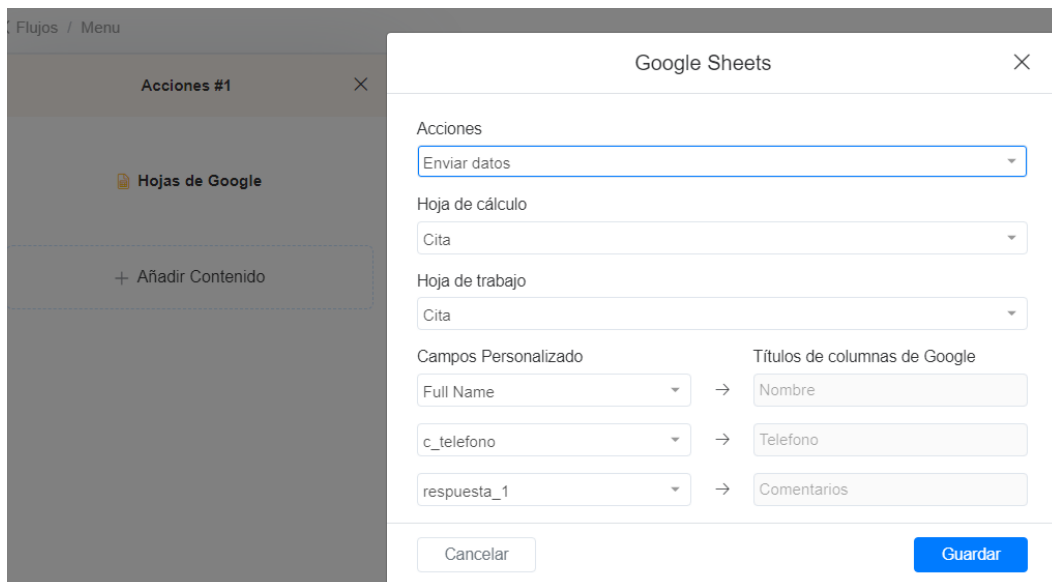 Flujos / Menu
Acciones #1
Hojas de Google
+ Añadir Contenido
Google Sheets
Acciones
Enviar datos
Hoja de cálculo
Cita
Hoja de trabajo
Cita
Campos Personalizado Títulos de columnas de Google
Full Name → Nombre
c_telefono → Telefono
respuesta_1 → Comentarios
Cancelar Guardar